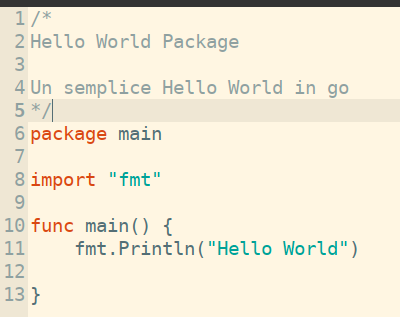 1 /*
2 Hello World Package
3
4 Un semplice Hello World in go
5 */
6 package main
7
8 import "fmt"
9
10 func main() {
11     fmt.Println("Hello World")
12
13 }